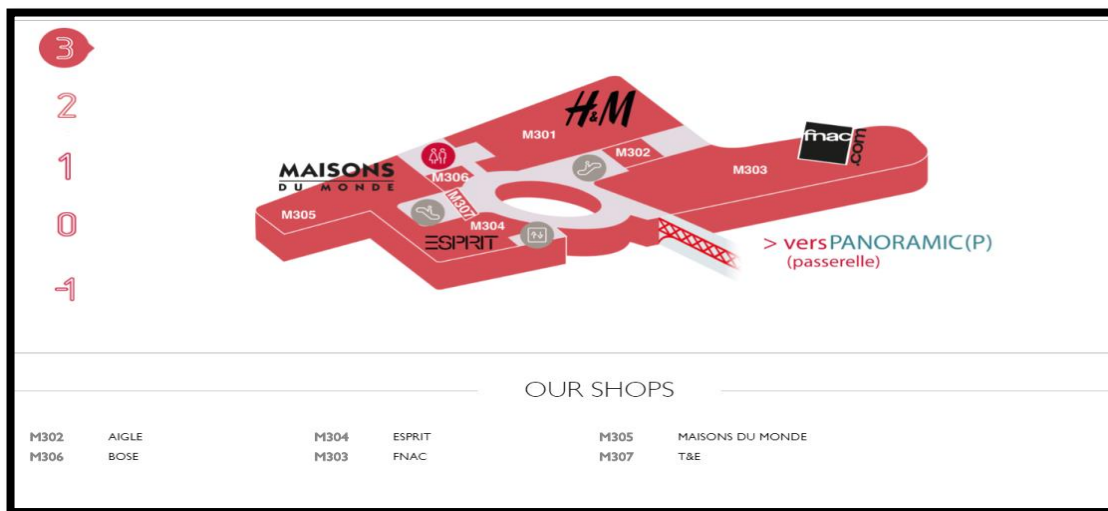 3
2
1
0
-1
H&M
M301
fnac.com
M302
M303
MAISONS
DU MONDE
M306
M307
M305
M304
ESPRIT
> vers PANORAMIC(P)
(passerelle)
OUR SHOPS
M302 AIGLE M304 ESPRIT M305 MAISONS DU MONDE
M306 BOSE M303 FNAC M307 T&E